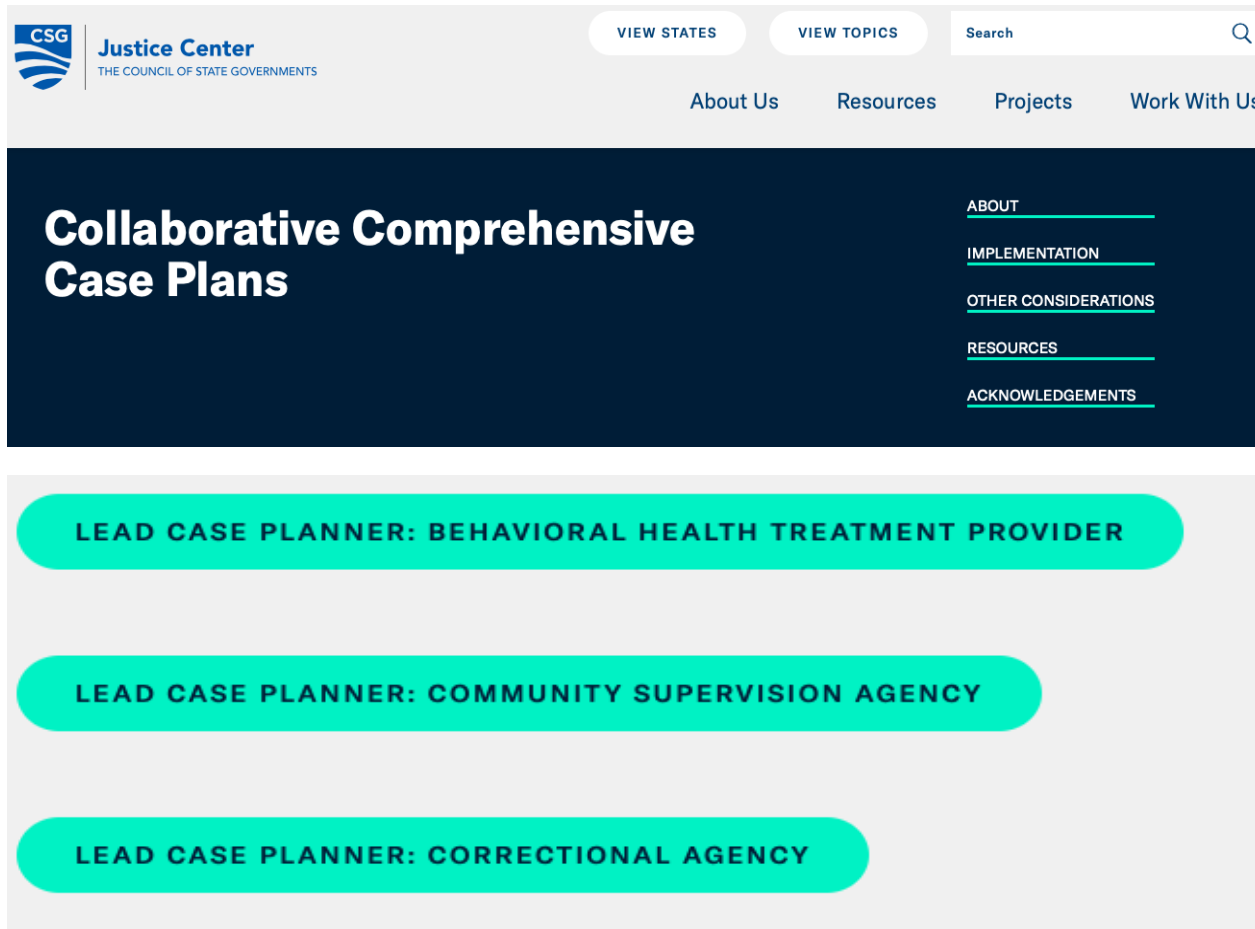 CSG
Justice Center
THE COUNCIL OF STATE GOVERNMENTS
VIEW STATES
VIEW TOPICS
Search
About Us
Resources
Projects
Work With Us
Collaborative Comprehensive
Case Plans
ABOUT
IMPLEMENTATION
OTHER CONSIDERATIONS
RESOURCES
ACKNOWLEDGEMENTS
LEAD CASE PLANNER: BEHAVIORAL HEALTH TREATMENT PROVIDER
LEAD CASE PLANNER: COMMUNITY SUPERVISION AGENCY
LEAD CASE PLANNER: CORRECTIONAL AGENCY